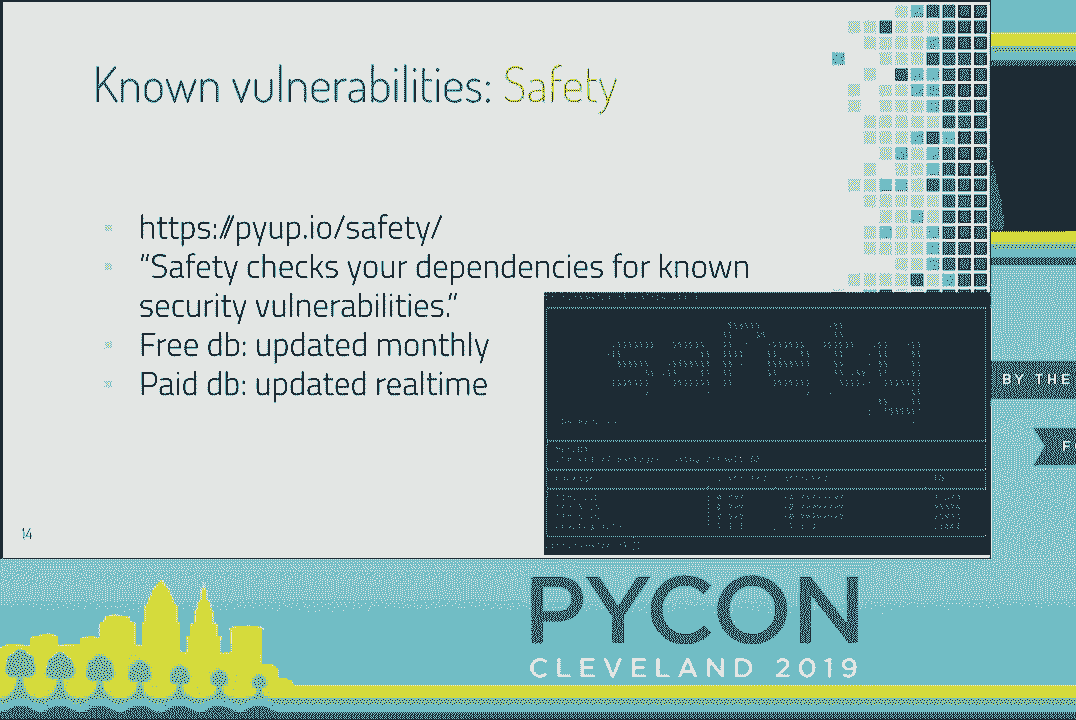 Known vulnerabilities: Safety
https://pyup.io/safety/
“Safety checks your dependencies for known
security vulnerabilities.”
Free db: updated monthly
Paid db: updated realtime
safety
14
BY THE
PYCON
CLEVELAND 2019